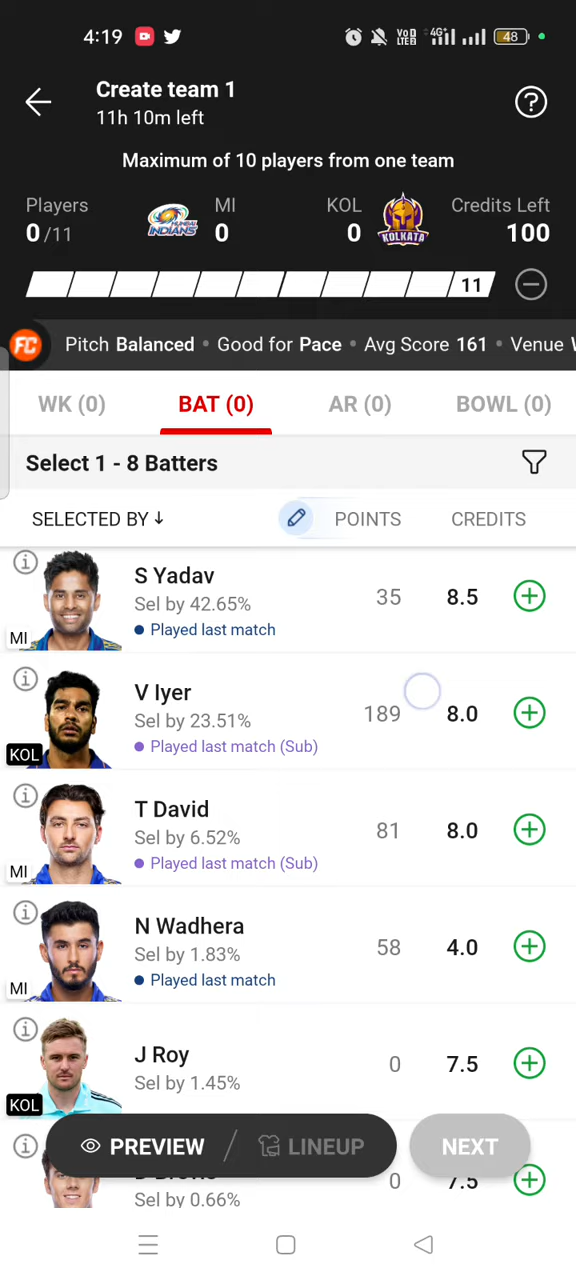 4:19
VoD LTE2
4G
48
Create team 1
11h 10m left
?
Maximum of 10 players from one team
Players
0/11
MUMBAI INDIANS
MI
0
KOL
0
KOLKATA
Credits Left
100
11
FC
Pitch Balanced • Good for Pace • Avg Score 161 • Venue
WK (0)
BAT (0)
AR (0)
BOWL (0)
Select 1 - 8 Batters
SELECTED BY ↓
POINTS
CREDITS
i
MI
S Yadav
Sel by 42.65%
Played last match
35
8.5
i
KOL
V Iyer
Sel by 23.51%
Played last match (Sub)
189
8.0
i
MI
T David
Sel by 6.52%
Played last match (Sub)
81
8.0
i
MI
N Wadhera
Sel by 1.83%
Played last match
58
4.0
i
KOL
J Roy
Sel by 1.45%
0
7.5
i
Sel by 0.66%
0
7.5
PREVIEW
LINEUP
NEXT